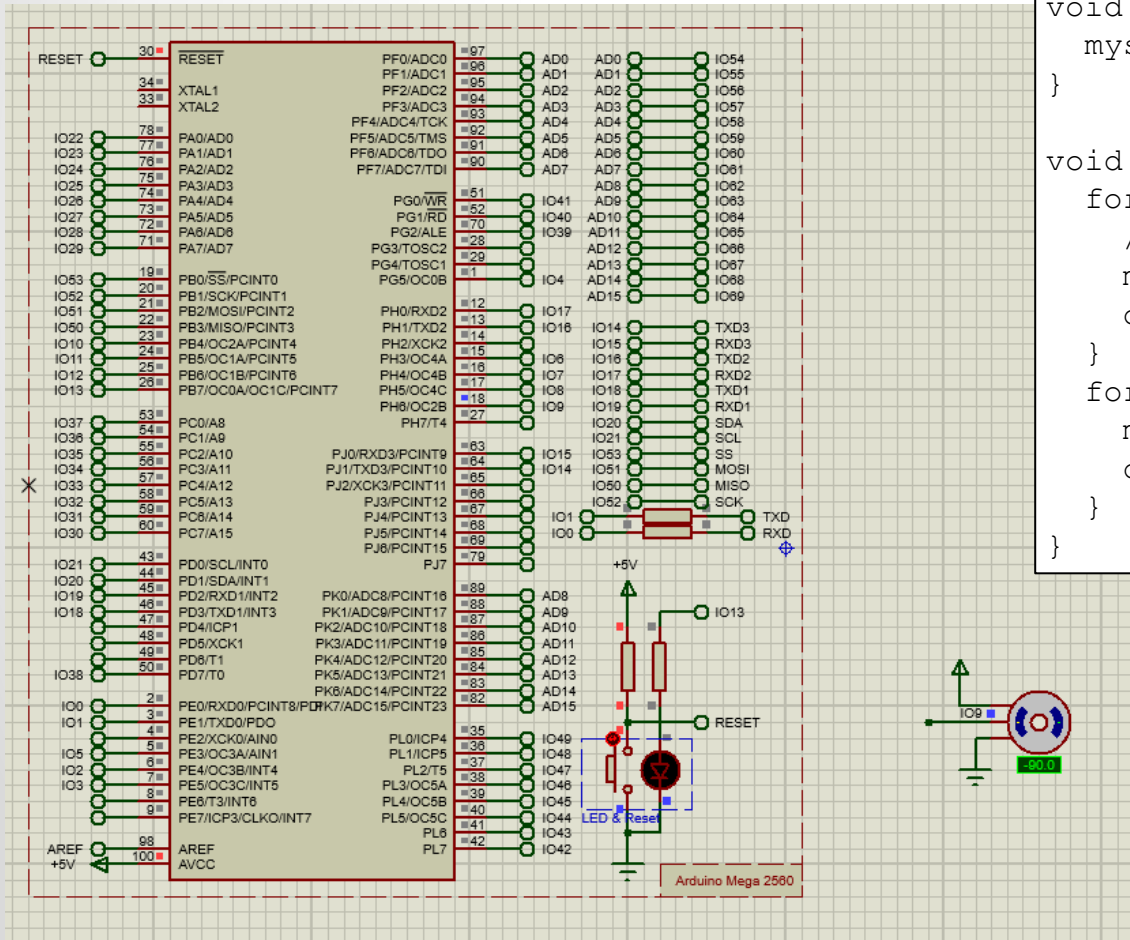 RESET 30 RESET
34 XTAL1
33 XTAL2
IO22 78 PA0/AD0
IO23 77 PA1/AD1
IO24 76 PA2/AD2
IO25 75 PA3/AD3
IO26 74 PA4/AD4
IO27 73 PA5/AD5
IO28 72 PA6/AD6
IO29 71 PA7/AD7
IO53 19 PB0/SS/PCINT0
IO52 20 PB1/SCK/PCINT1
IO51 21 PB2/MOSI/PCINT2
IO50 22 PB3/MISO/PCINT3
IO10 23 PB4/OC2A/PCINT4
IO11 24 PB5/OC1A/PCINT5
IO12 25 PB6/OC1B/PCINT6
IO13 26 PB7/OC0A/OC1C/PCINT7
IO37 53 PC0/A8
IO36 54 PC1/A9
IO35 55 PC2/A10
IO34 56 PC3/A11
IO33 57 PC4/A12
IO32 58 PC5/A13
IO31 59 PC6/A14
IO30 60 PC7/A15
IO21 43 PD0/SCL/INT0
IO20 44 PD1/SDA/INT1
IO19 45 PD2/RXD1/INT2
IO18 46 PD3/TXD1/INT3
47 PD4/ICP1
48 PD5/XCK1
49 PD6/T1
IO38 50 PD7/T0
IO0 2 PE0/RXD0/PCINT8/PDI
IO1 3 PE1/TXD0/PDO
4 PE2/XCK0/AIN0
IO5 5 PE3/OC3A/AIN1
IO2 6 PE4/OC3B/INT4
IO3 7 PE5/OC3C/INT5
8 PE6/T3/INT6
9 PE7/ICP3/CLKO/INT7
AREF 98 AREF
+5V 100 AVCC
PF0/ADC0 97 AD0
PF1/ADC1 96 AD1
PF2/ADC2 95 AD2
PF3/ADC3 94 AD3
PF4/ADC4/TCK 93 AD4
PF5/ADC5/TMS 92 AD5
PF6/ADC6/TDO 91 AD6
PF7/ADC7/TDI 90 AD7
PG0/WR 51 IO41
PG1/RD 52 IO40
PG2/ALE 70 IO39
PG3/TOSC2 28
PG4/TOSC1 29
PG5/OC0B 1 IO4
PH0/RXD2 12 IO17
PH1/TXD2 13 IO16
PH2/XCK2 14
PH3/OC4A 15 IO6
PH4/OC4B 16 IO7
PH5/OC4C 17 IO8
PH6/OC2B 18 IO9
PH7/T4 27
PJ0/RXD3/PCINT9 63 IO15
PJ1/TXD3/PCINT10 64 IO14
PJ2/XCK3/PCINT11 65
PJ3/PCINT12 66
PJ4/PCINT13 67
PJ5/PCINT14 68
PJ6/PCINT15 69
PJ7 79
PK0/ADC8/PCINT16 89 AD8
PK1/ADC9/PCINT17 88 AD9
PK2/ADC10/PCINT18 87 AD10
PK3/ADC11/PCINT19 86 AD11
PK4/ADC12/PCINT20 85 AD12
PK5/ADC13/PCINT21 84 AD13
PK6/ADC14/PCINT22 83 AD14
PK7/ADC15/PCINT23 82 AD15
PL0/ICP4 35 IO49
PL1/ICP5 36 IO48
PL2/T5 37 IO47
PL3/OC5A 38 IO46
PL4/OC5B 39 IO45
PL5/OC5C 40 IO44
PL6 41 IO43
PL7 42 IO42
AD0 IO54
AD1 IO55
AD2 IO56
AD3 IO57
AD4 IO58
AD5 IO59
AD6 IO60
AD7 IO61
AD8 IO62
AD9 IO63
AD10 IO64
AD11 IO65
AD12 IO66
AD13 IO67
AD14 IO68
AD15 IO69
IO14 TXD3
IO15 RXD3
IO16 TXD2
IO17 RXD2
IO18 TXD1
IO19 RXD1
IO20 SDA
IO21 SCL
IO53 SS
IO51 MOSI
IO50 MISO
IO52 SCK
IO1 TXD
IO0 RXD
+5V
IO13
RESET
LED & Reset
Arduino Mega 2560
IO9
-90.0
void
mys
}
void
for
}
for
}
}